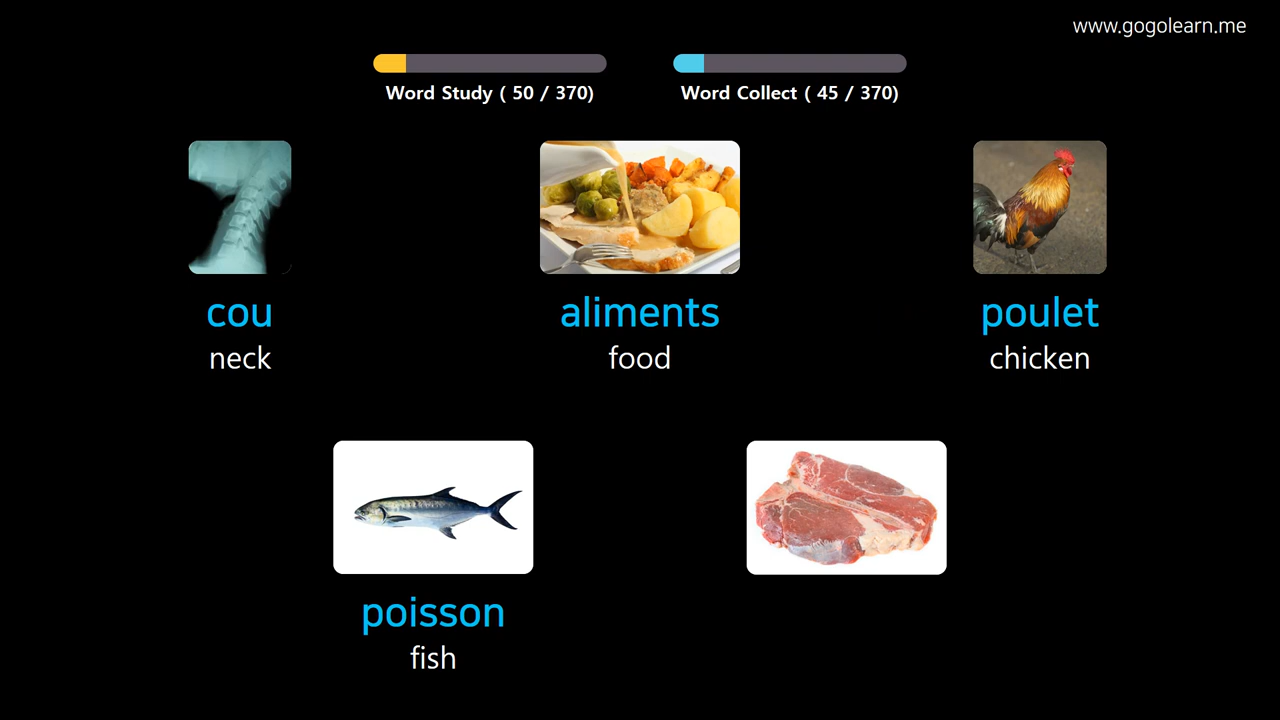 www.gogolearn.me
Word Study ( 50 / 370)
Word Collect ( 45 / 370)
cou
neck
aliments
food
poulet
chicken
poisson
fish